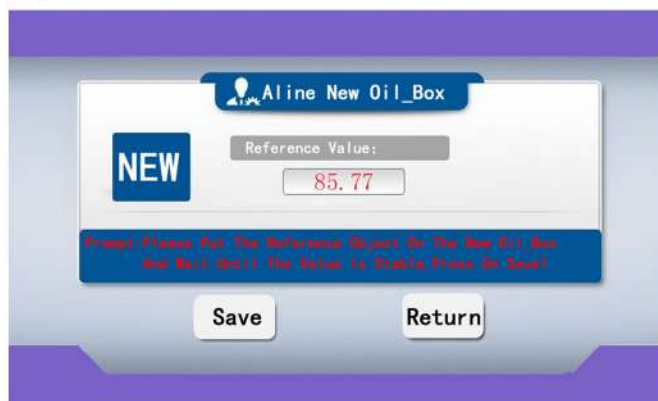 Aline New Oil_Box
NEW
Reference Value:
85.77
Prompt Please Put The Reference Object On The New Oil_Box
And Wait Until The Value Is Stable Press On Save!
Save
Return